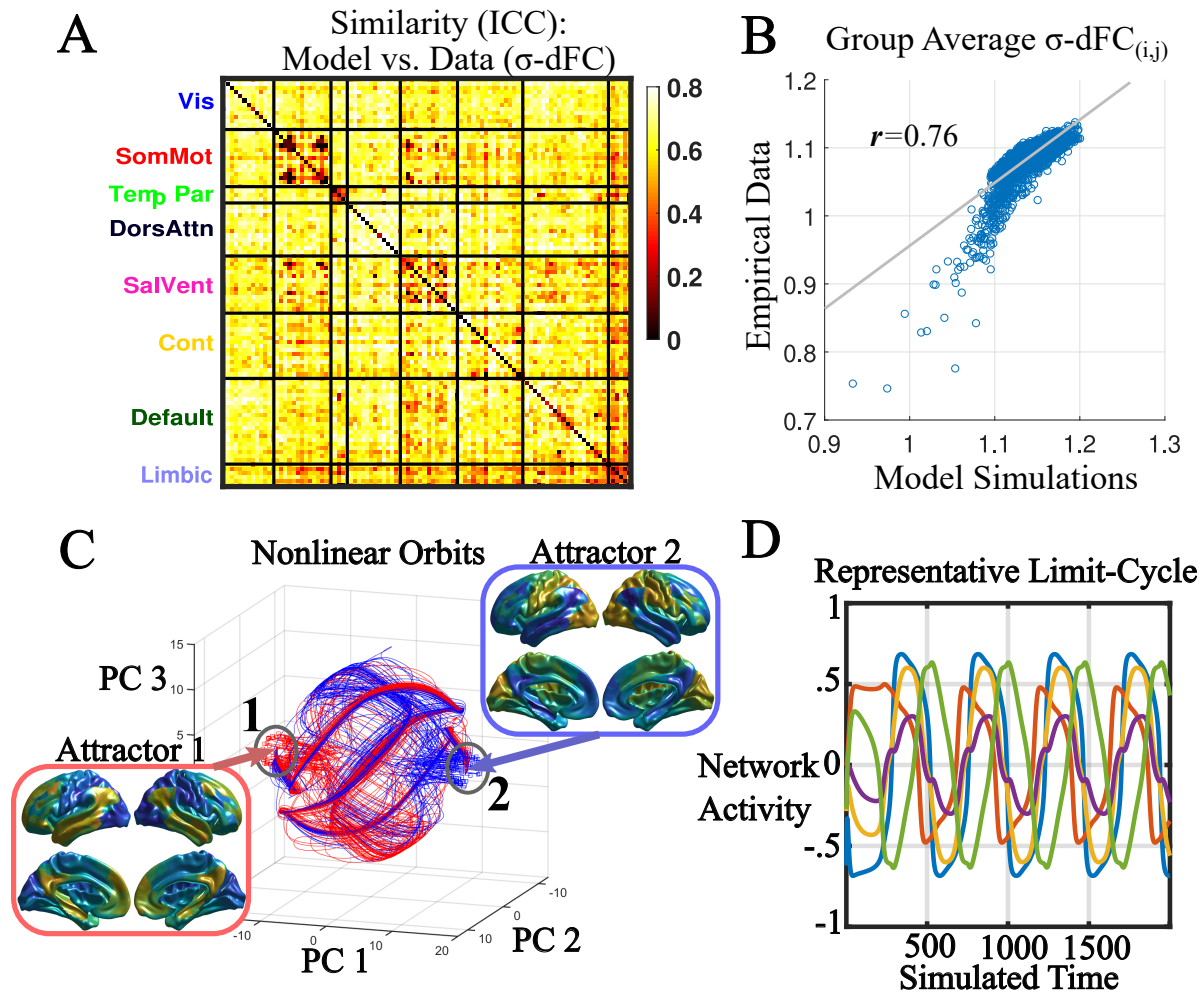 A
Similarity (ICC):
Model vs. Data (σ-dFC)
Vis
SomMot
Temp Par
DorsAttn
SalVent
Cont
Default
Limbic
0.8
0.6
0.4
0.2
0
B
Group Average σ-dFC(i,j)
r=0.76
Empirical Data
1.2
1.1
1
0.9
0.8
0.7
0.9
1
1.1
1.2
1.3
Model Simulations
C
Nonlinear Orbits
Attractor 2
15
10
5
PC 3
1
Attractor 1
2
-10
0
10
20
PC 1
-10
0
10
PC 2
D
Representative Limit-Cycle
1
.5
0
-.5
-1
Network
Activity
500
1000
1500
Simulated Time